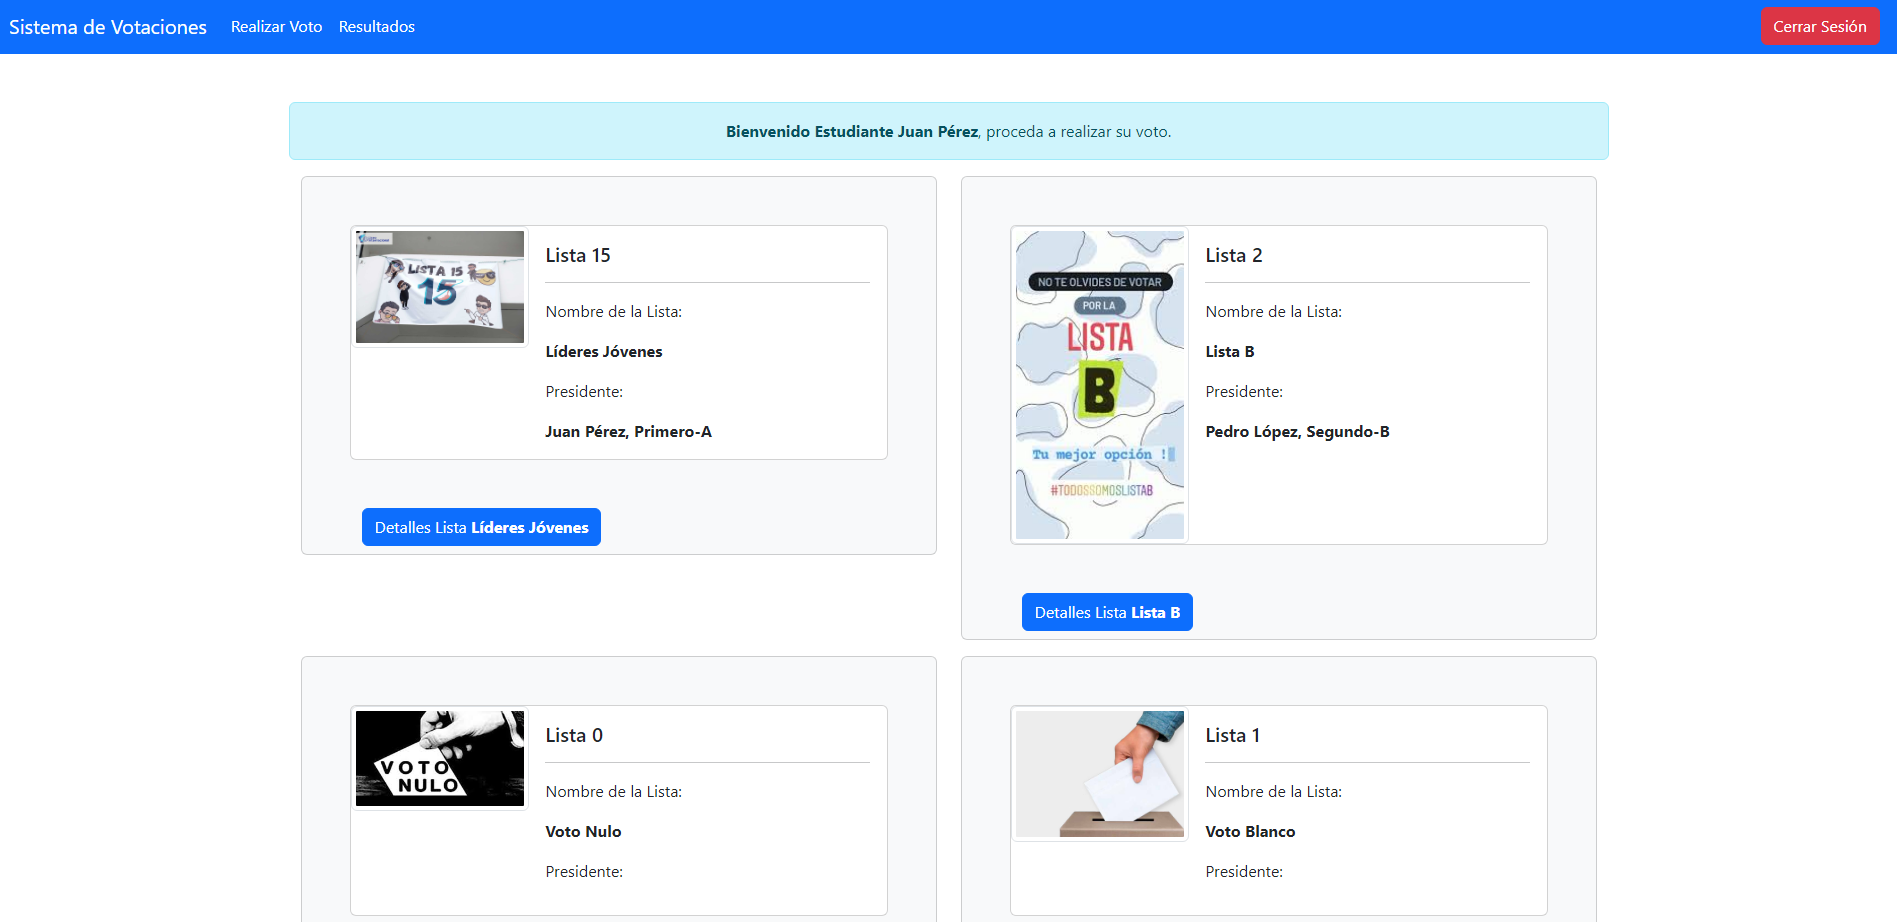 Sistema de Votaciones
Realizar Voto
Resultados
Cerrar Sesión
Bienvenido Estudiante Juan Pérez, proceda a realizar su voto.
LISTA 15
15
Lista 15
Nombre de la Lista:
Líderes Jóvenes
Presidente:
Juan Pérez, Primero-A
Detalles Lista Líderes Jóvenes
NO TE OLVIDES DE VOTAR
POR LA
LISTA
B
Tu mejor opción !
#TODOSSOMOSLISTAB
Lista 2
Nombre de la Lista:
Lista B
Presidente:
Pedro López, Segundo-B
Detalles Lista Lista B
VOTO
NULO
Lista 0
Nombre de la Lista:
Voto Nulo
Presidente:
Lista 1
Nombre de la Lista:
Voto Blanco
Presidente: